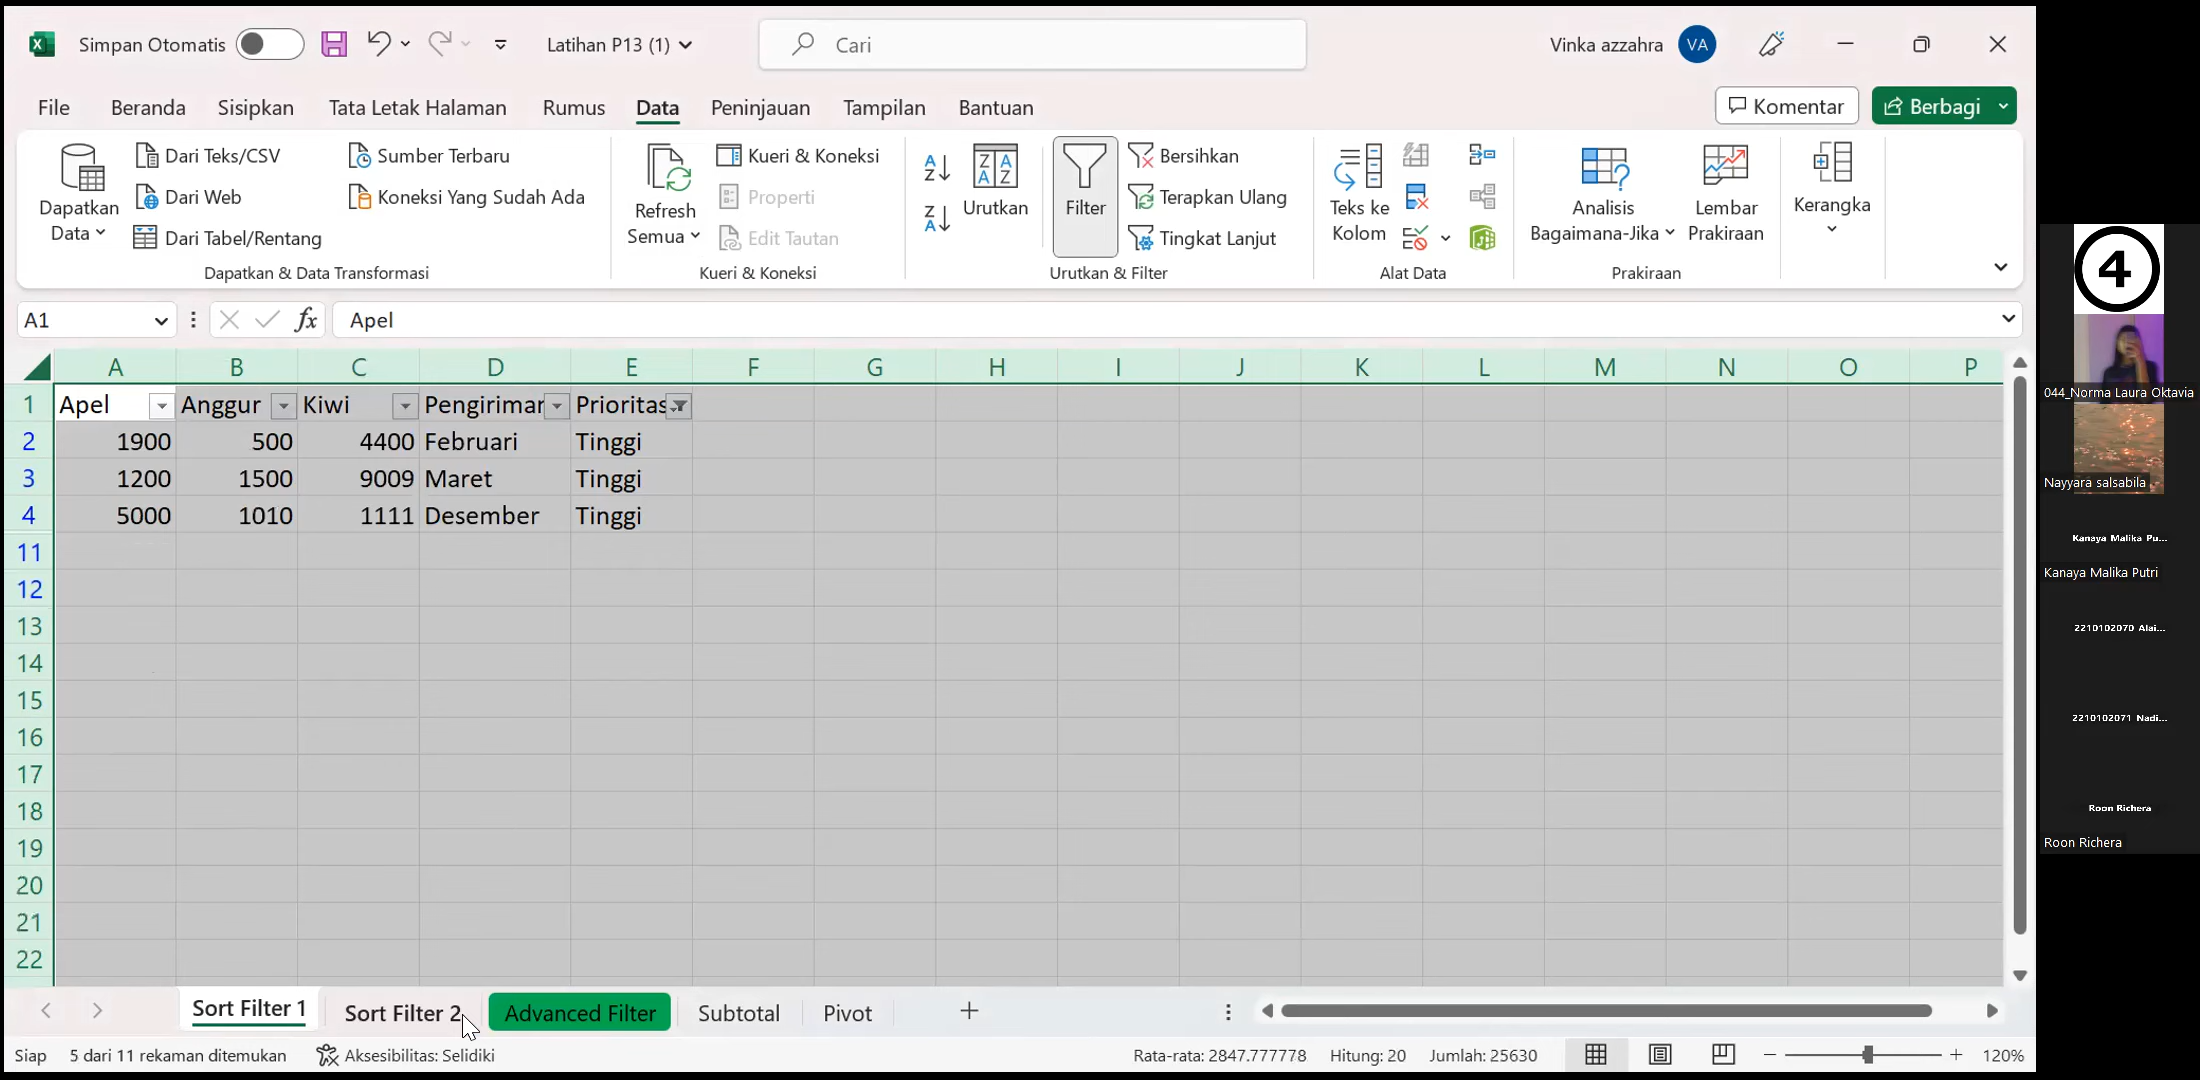 Simpan Otomatis Latihan P13 (1) Cari Vinka azzahra VA
File Beranda Sisipkan Tata Letak Halaman Rumus Data Peninjauan Tampilan Bantuan Komentar Berbagi
Dapatkan Data
Dari Teks/CSV
Dari Web
Dari Tabel/Rentang
Sumber Terbaru
Koneksi Yang Sudah Ada
Dapatkan & Data Transformasi
Refresh Semua
Kueri & Koneksi
Properti
Edit Tautan
Kueri & Koneksi
Urutkan
Filter
Bersihkan
Terapkan Ulang
Tingkat Lanjut
Urutkan & Filter
Teks ke Kolom
Alat Data
Analisis Bagaimana-Jika
Lembar Prakiraan
Prakiraan
Kerangka
A1 fx Apel
A B C D E F G H I J K L M N O P
1 Apel Anggur Kiwi Pengiriman Prioritas
2 1900 500 4400 Februari Tinggi
3 1200 1500 9009 Maret Tinggi
4 5000 1010 1111 Desember Tinggi
11
12
13
14
15
16
17
18
19
20
21
22
Sort Filter 1 Sort Filter 2 Advanced Filter Subtotal Pivot
Siap 5 dari 11 rekaman ditemukan Aksesibilitas: Selidiki Rata-rata: 2847.777778 Hitung: 20 Jumlah: 25630 120%
4
044_Norma Laura Oktavia
Nayyara salsabila
Kanaya Malika Pu...
Kanaya Malika Putri
2210102070 Alai...
2210102071 Nadi...
Roon Richera
Roon Richera